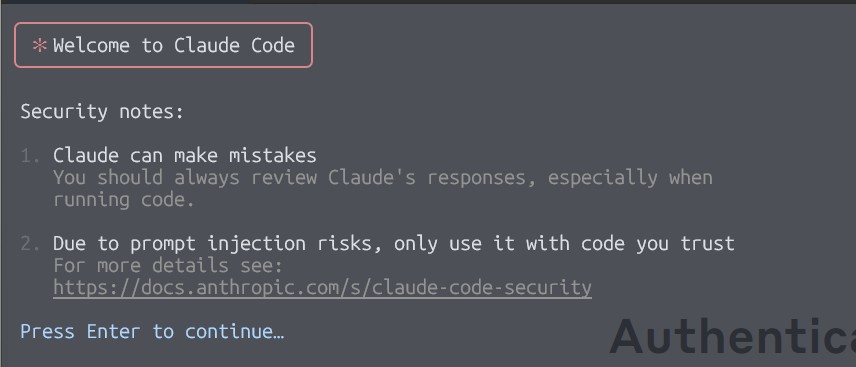 * Welcome to Claude Code
Security notes:
1. Claude can make mistakes
You should always review Claude's responses, especially when
running code.
2. Due to prompt injection risks, only use it with code you trust
For more details see:
https://docs.anthropic.com/s/claude-code-security
Press Enter to continue…